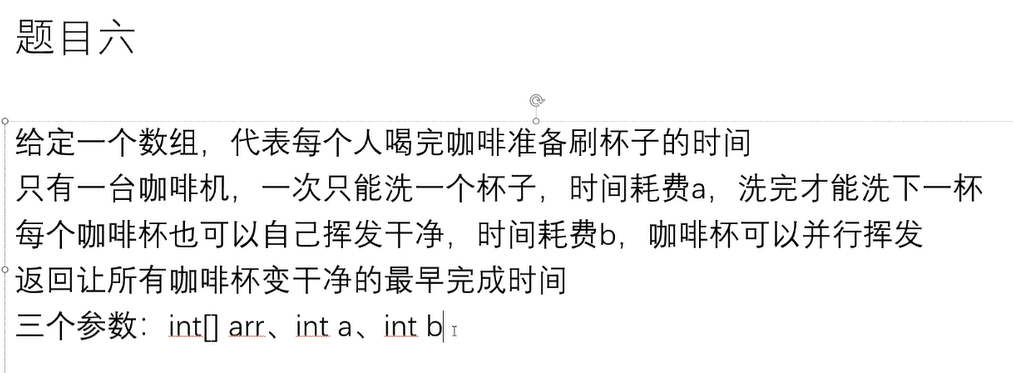 题目六
给定一个数组，代表每个人喝完咖啡准备刷杯子的时间
只有一台咖啡机，一次只能洗一个杯子，时间耗费a，洗完才能洗下一杯
每个咖啡杯也可以自己挥发干净，时间耗费b，咖啡杯可以并行挥发
返回让所有咖啡杯变干净的最早完成时间
三个参数：int[] arr、int a、int b